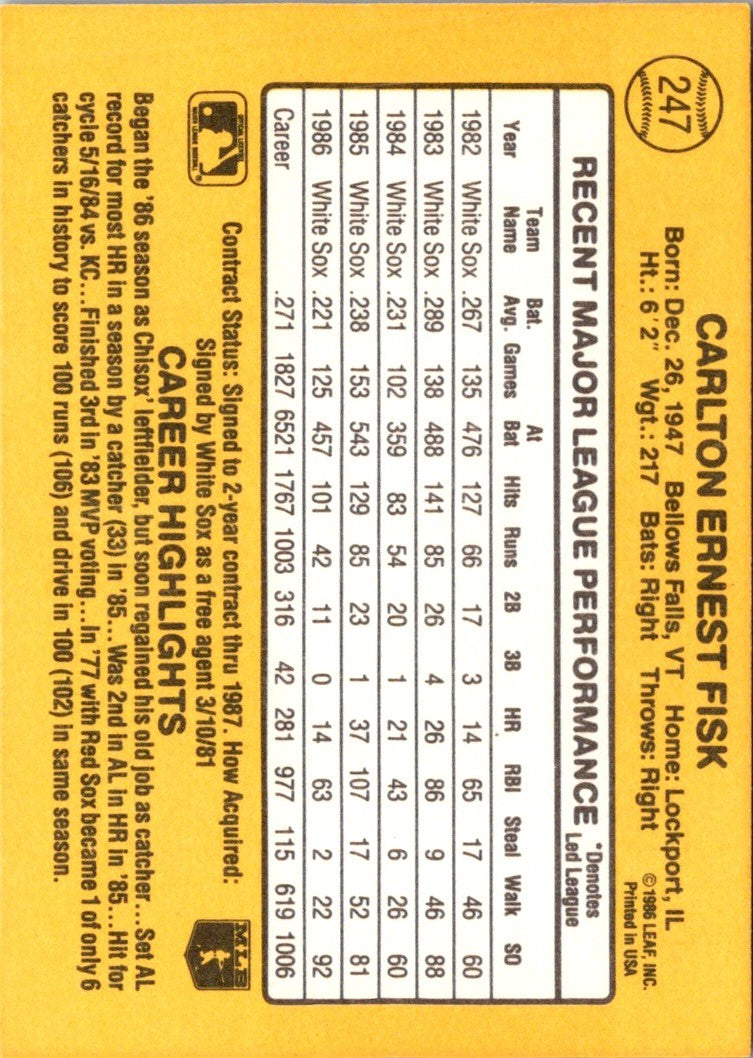 247
CARLTON ERNEST FISK
Born: Dec. 26, 1947 Bellows Falls, VT Home: Lockport, IL
Ht.: 6'2" Wgt.: 217 Bats: Right Throws: Right
©1986 LEAF, INC.
Printed in USA
RECENT MAJOR LEAGUE PERFORMANCE *Denotes Led League
Year Team Name Bat. Avg. Games At Bat Hits Runs 2B 3B HR RBI Steal Walk SO
1982 White Sox .267 135 476 127 66 17 3 14 65 17 46 60
1983 White Sox .289 138 488 141 85 26 4 26 86 9 46 88
1984 White Sox .231 102 359 83 54 20 1 21 43 6 26 60
1985 White Sox .238 153 543 129 85 23 1 37 107 17 52 81
1986 White Sox .221 125 457 101 42 11 0 14 63 2 22 92
Career .271 1827 6521 1767 1003 316 42 281 977 115 619 1006
OFFICIAL LICENSEE
MAJOR LEAGUE BASEBALL
®
Contract Status: Signed to 2-year contract thru 1987. How Acquired:
Signed by White Sox as a free agent 3/10/81
MLB
CAREER HIGHLIGHTS
Began the '86 season as Chisox' leftfielder, but soon regained his old job as catcher... Set AL
record for most HR in a season by a catcher (33) in '85... Was 2nd in AL in HR in '85... Hit for
cycle 5/16/84 vs. KC... Finished 3rd in '83 MVP voting... In '77 with Red Sox became 1 of only 6
catchers in history to score 100 runs (106) and drive in 100 (102) in same season.